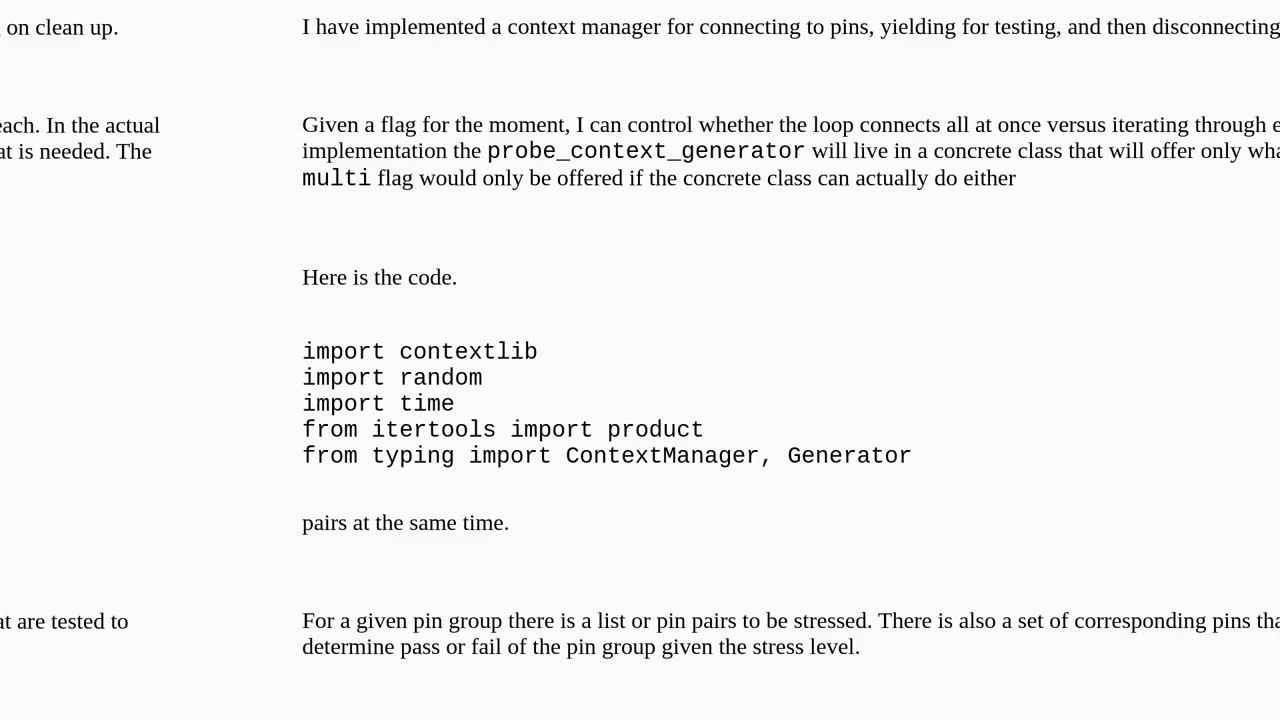 on clean up.
each. In the actual
at is needed. The
at are tested to
I have implemented a context manager for connecting to pins, yielding for testing, and then disconnecting
Given a flag for the moment, I can control whether the loop connects all at once versus iterating through e
implementation the probe_context_generator will live in a concrete class that will offer only wha
multi flag would only be offered if the concrete class can actually do either
Here is the code.
import contextlib
import random
import time
from itertools import product
from typing import ContextManager, Generator
pairs at the same time.
For a given pin group there is a list or pin pairs to be stressed. There is also a set of corresponding pins tha
determine pass or fail of the pin group given the stress level.